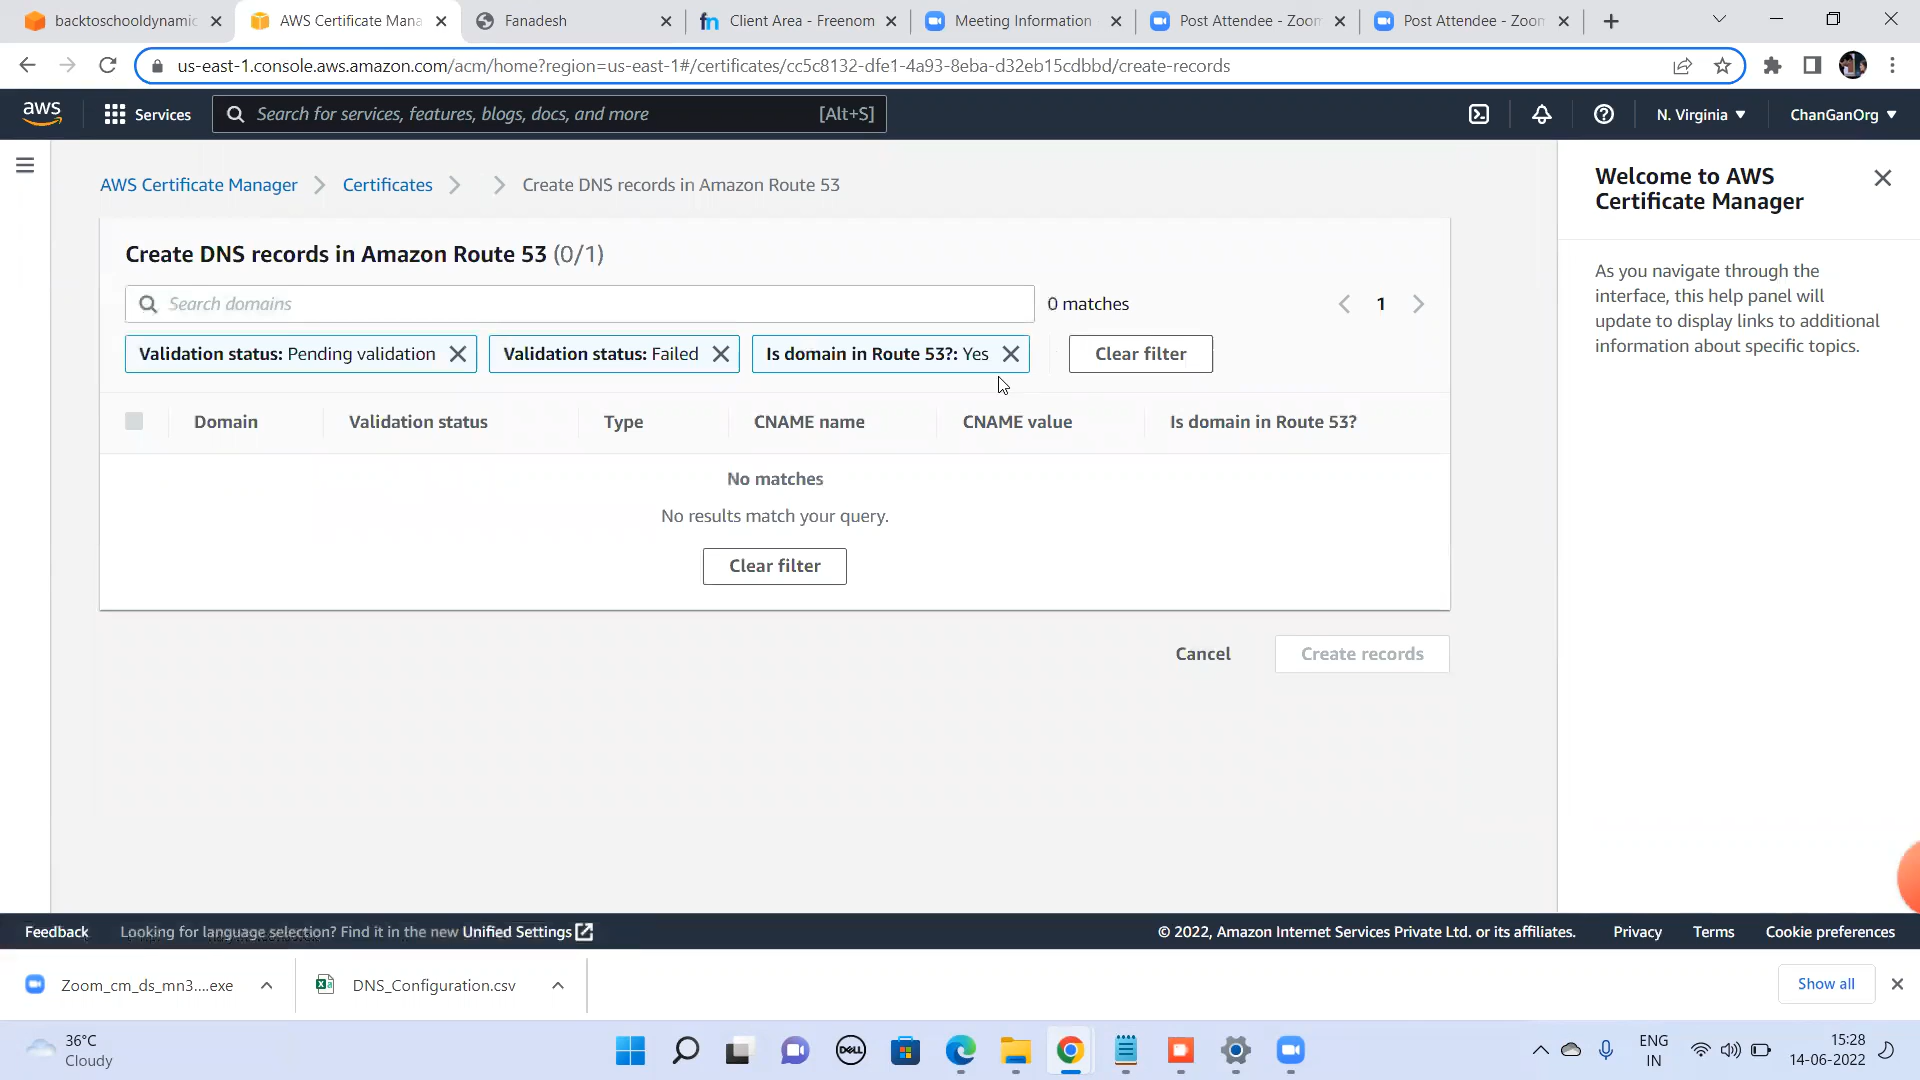 backtoschooldynamic
AWS Certificate Mana
Fanadesh
fn Client Area - Freenom
Meeting Information
Post Attendee - Zoom
Post Attendee - Zoom
us-east-1.console.aws.amazon.com/acm/home?region=us-east-1#/certificates/cc5c8132-dfe1-4a93-8eba-d32eb15cdbbd/create-records
aws
Services
Search for services, features, blogs, docs, and more [Alt+S]
N. Virginia
ChanGanOrg
AWS Certificate Manager
Certificates
Create DNS records in Amazon Route 53
Create DNS records in Amazon Route 53 (0/1)
Search domains
0 matches
1
Validation status: Pending validation
Validation status: Failed
Is domain in Route 53?: Yes
Clear filter
Domain
Validation status
Type
CNAME name
CNAME value
Is domain in Route 53?
No matches
No results match your query.
Clear filter
Cancel
Create records
Welcome to AWS
Certificate Manager
As you navigate through the
interface, this help panel will
update to display links to additional
information about specific topics.
Feedback
Looking for language selection? Find it in the new Unified Settings
© 2022, Amazon Internet Services Private Ltd. or its affiliates.
Privacy
Terms
Cookie preferences
Zoom_cm_ds_mn3....exe
DNS_Configuration.csv
Show all
36°C
Cloudy
DELL
ENG
IN
15:28
14-06-2022